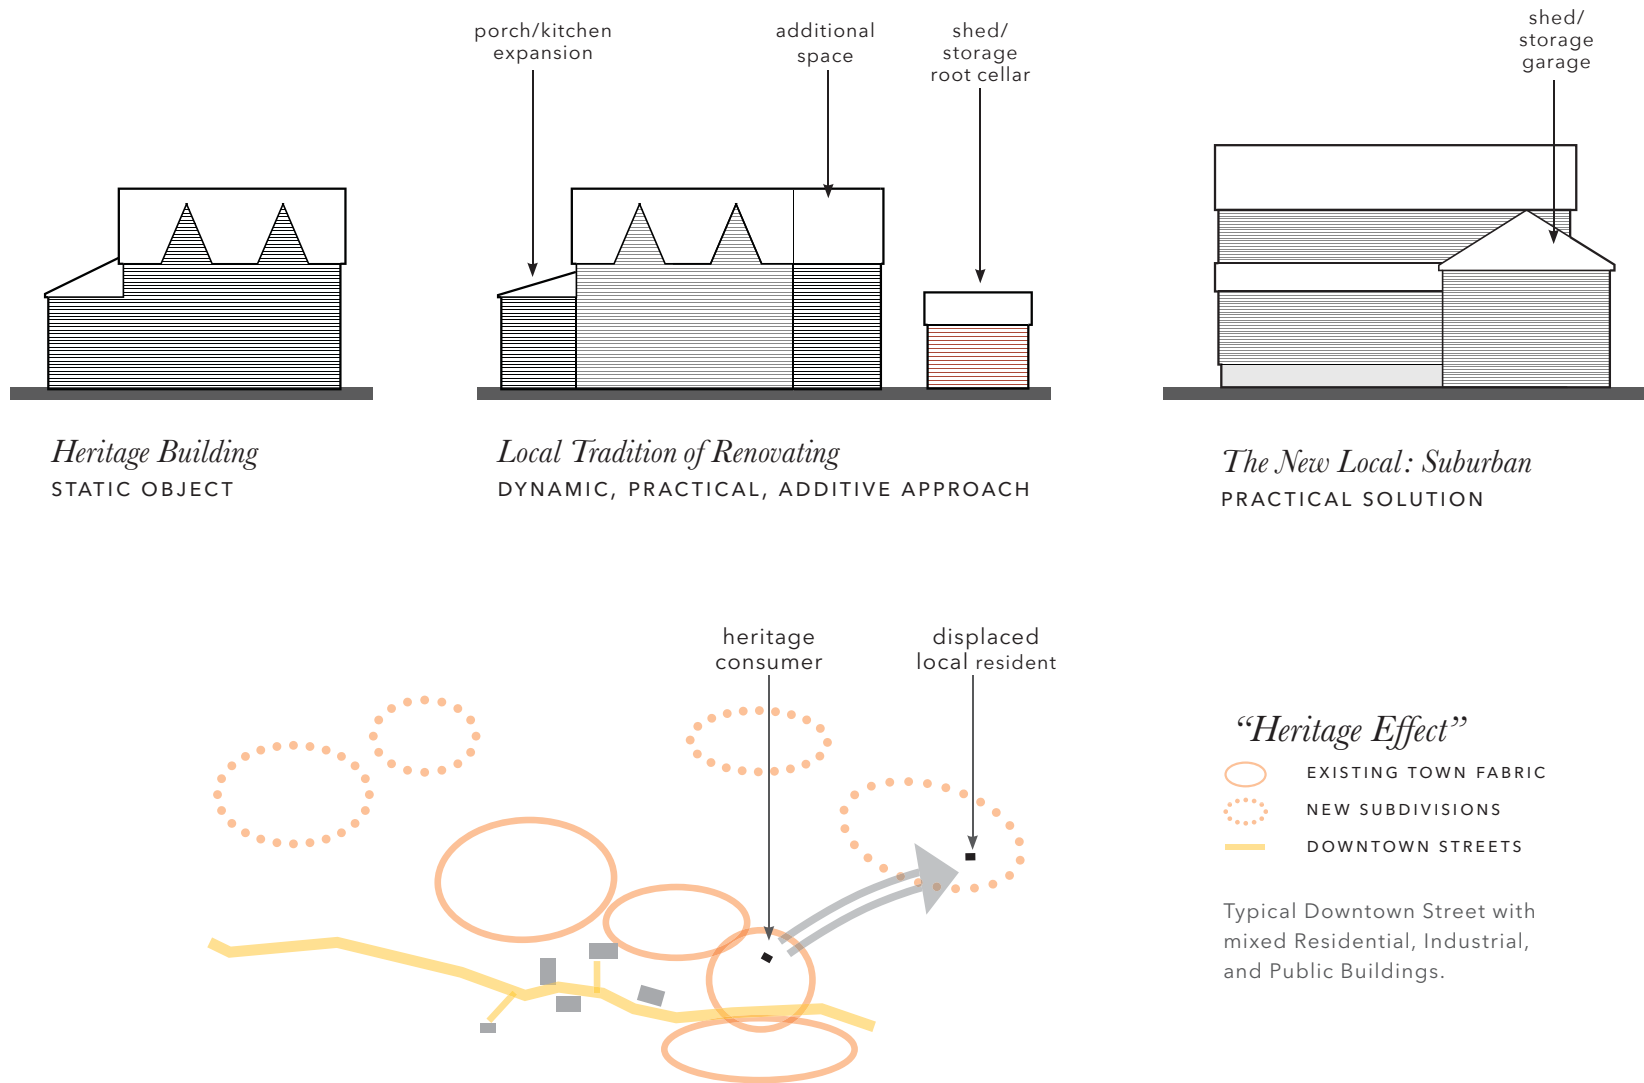 porch/kitchen
expansion
additional
space
shed/
storage
root cellar
shed/
storage
garage
Heritage Building
STATIC OBJECT
Local Tradition of Renovating
DYNAMIC, PRACTICAL, ADDITIVE APPROACH
The New Local: Suburban
PRACTICAL SOLUTION
heritage
consumer
displaced
local resident
“Heritage Effect”
EXISTING TOWN FABRIC
NEW SUBDIVISIONS
DOWNTOWN STREETS
Typical Downtown Street with
mixed Residential, Industrial,
and Public Buildings.